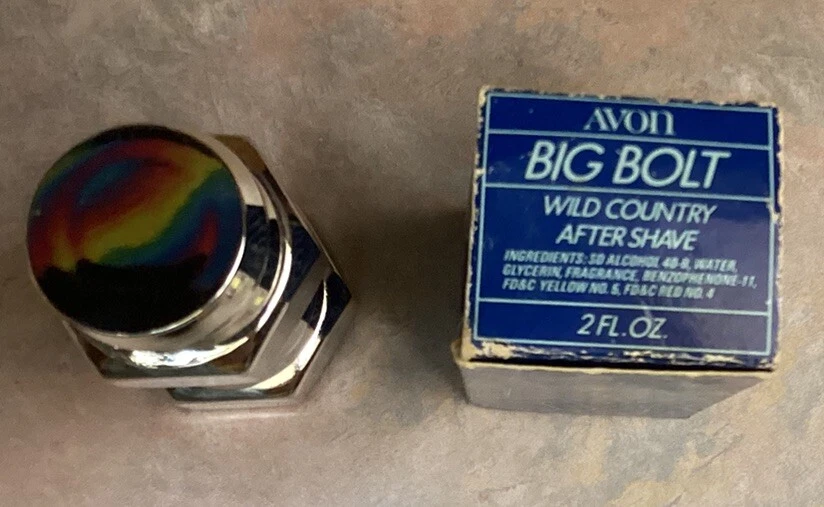 AVON
BIG BOLT
WILD COUNTRY
AFTER SHAVE
INGREDIENTS: SD ALCOHOL 40-B, WATER,
GLYCERIN, FRAGRANCE, BENZOPHENONE-11,
FD&C YELLOW NO. 5, FD&C RED NO. 4
2 FL. OZ.